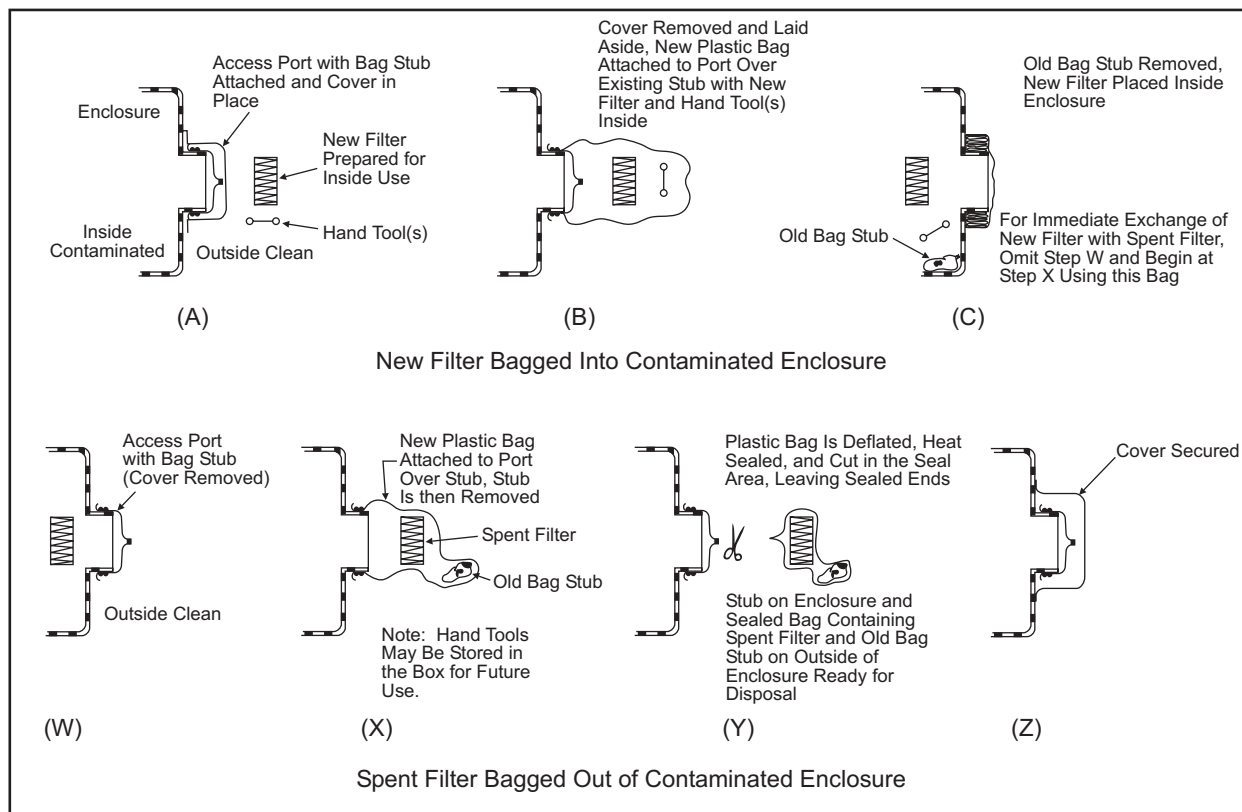 Access Port with Bag Stub
Attached and Cover in
Place
Enclosure
New Filter
Prepared for
Inside Use
Hand Tool(s)
Inside
Contaminated
Outside Clean
(A)
Cover Removed and Laid
Aside, New Plastic Bag
Attached to Port Over
Existing Stub with New
Filter and Hand Tool(s)
Inside
(B)
Old Bag Stub Removed,
New Filter Placed Inside
Enclosure
Old Bag Stub
For Immediate Exchange of
New Filter with Spent Filter,
Omit Step W and Begin at
Step X Using this Bag
(C)
New Filter Bagged Into Contaminated Enclosure
Access Port
with Bag Stub
(Cover Removed)
Outside Clean
(W)
New Plastic Bag
Attached to Port
Over Stub, Stub
Is then Removed
Spent Filter
Old Bag Stub
Note: Hand Tools
May Be Stored in
the Box for Future
Use.
(X)
Plastic Bag Is Deflated, Heat
Sealed, and Cut in the Seal
Area, Leaving Sealed Ends
Stub on Enclosure and
Sealed Bag Containing
Spent Filter and Old Bag
Stub on Outside of
Enclosure Ready for
Disposal
(Y)
Cover Secured
(Z)
Spent Filter Bagged Out of Contaminated Enclosure